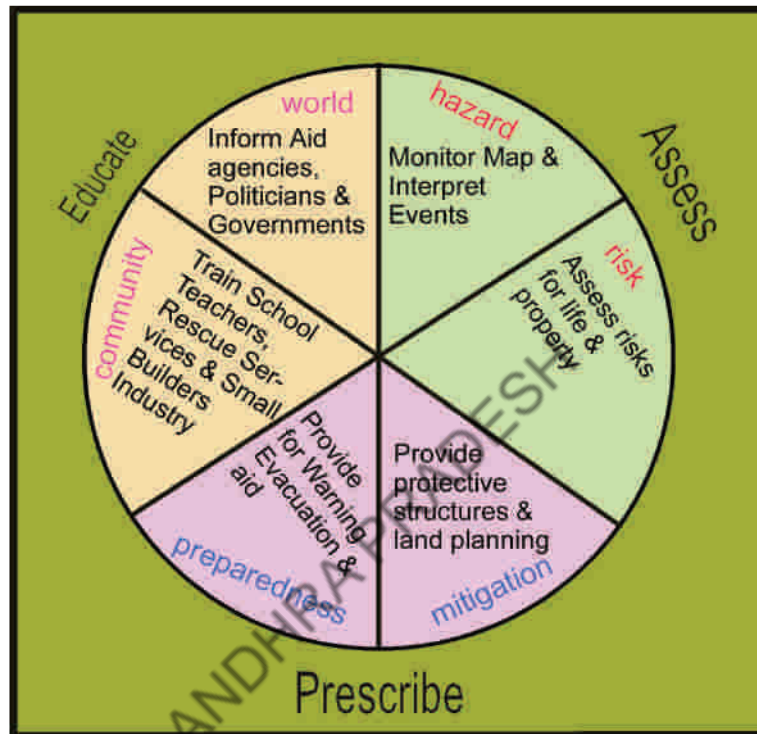 Educate
world
Inform Aid
agencies,
Politicians &
Governments
hazard
Monitor Map &
Interpret
Events
Assess
risk
Assess risks
for life &
property
community
Train School
Teachers,
Rescue Ser-
vices & Small
Builders
Industry
Provide
for Warning
Evacuation &
aid
preparedness
Provide
protective
structures &
land planning
mitigation
Prescribe
ANDHRA PRADESH